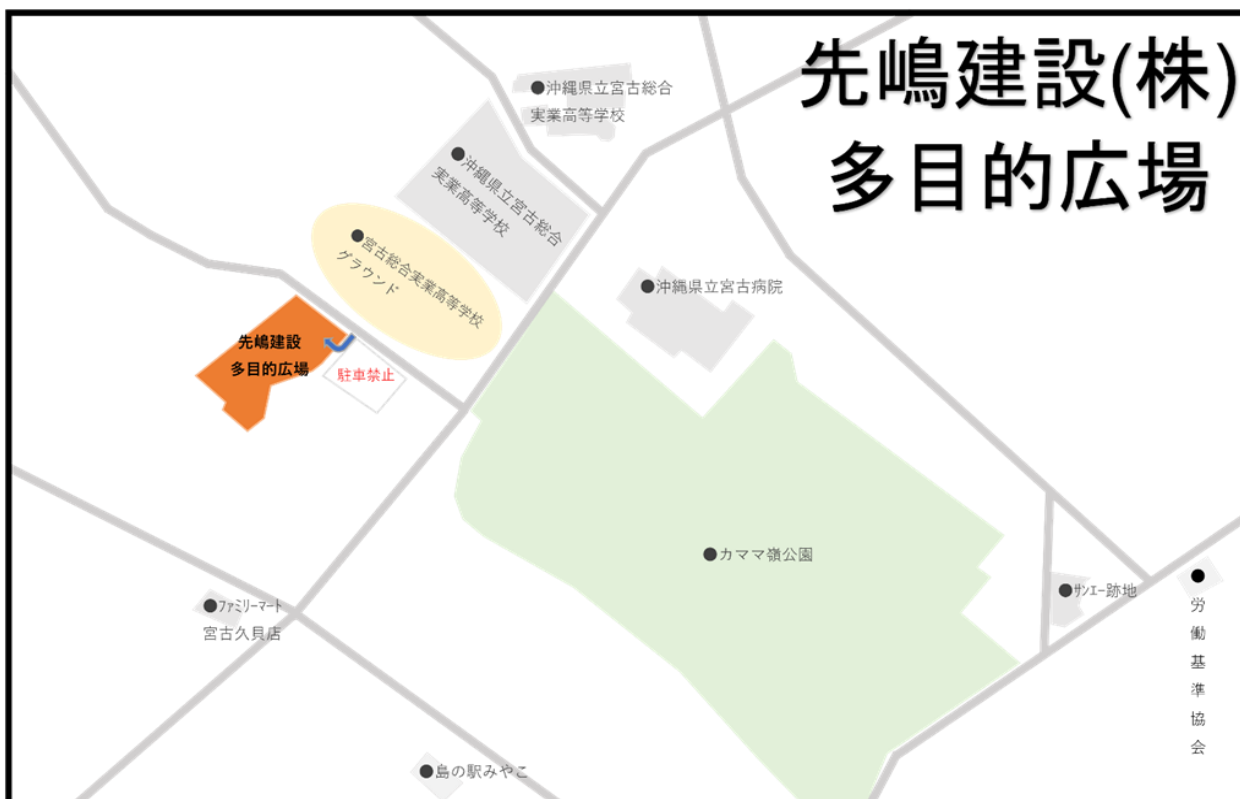 先嶋建設(株)
多目的広場
●沖縄県立宮古総合
実業高等学校
●沖縄県立宮古総合
実業高等学校
●宮古総合実業高等学校
グラウンド
●沖縄県立宮古病院
先嶋建設
多目的広場
駐車禁止
●カママ嶺公園
●ｻﾝｴｰ跡地
●
労
働
基
準
協
会
●ﾌｧﾐﾘｰﾏｰﾄ
宮古久貝店
●島の駅みやこ